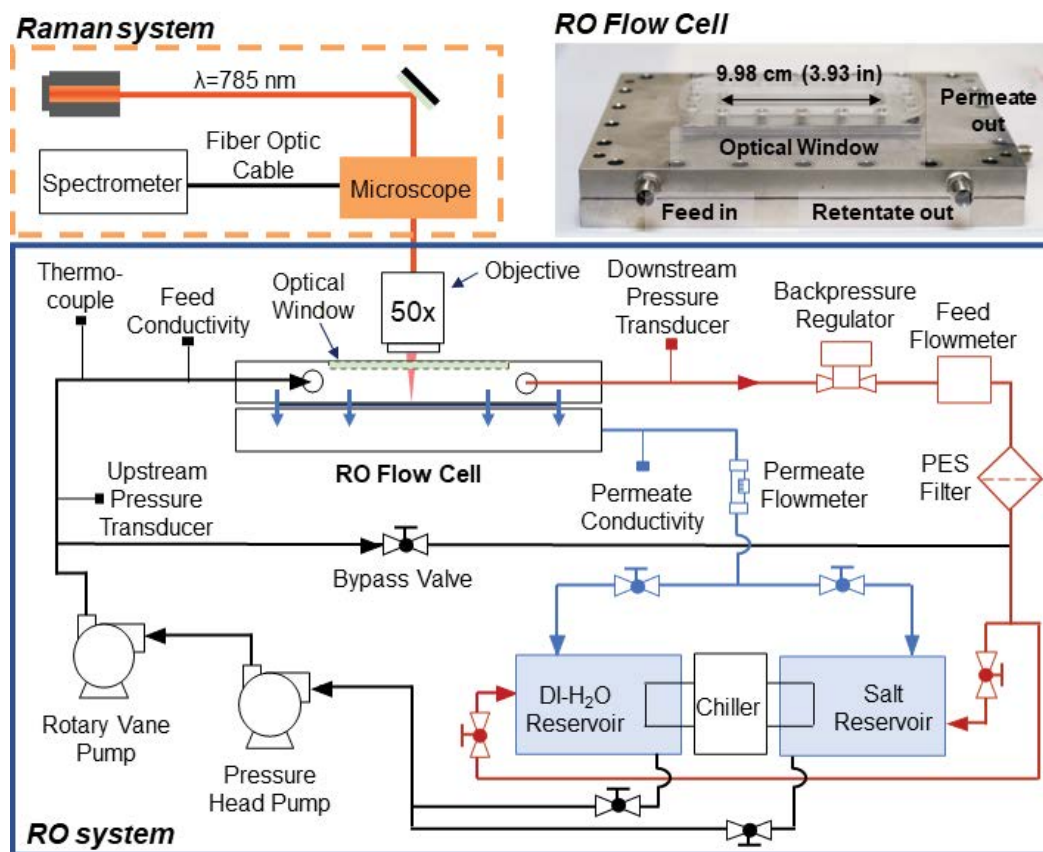 Raman system
λ=785 nm
Fiber Optic
Cable
Spectrometer
Microscope
RO Flow Cell
9.98 cm (3.93 in)
Permeate
out
Optical Window
Feed in
Retentate out
Thermo-
couple
Feed
Conductivity
Optical
Window
50x
Objective
Downstream
Pressure
Transducer
Backpressure
Regulator
Feed
Flowmeter
RO Flow Cell
Upstream
Pressure
Transducer
Permeate
Conductivity
Permeate
Flowmeter
PES
Filter
Bypass Valve
Rotary Vane
Pump
Pressure
Head Pump
DI-H₂O
Reservoir
Chiller
Salt
Reservoir
RO system